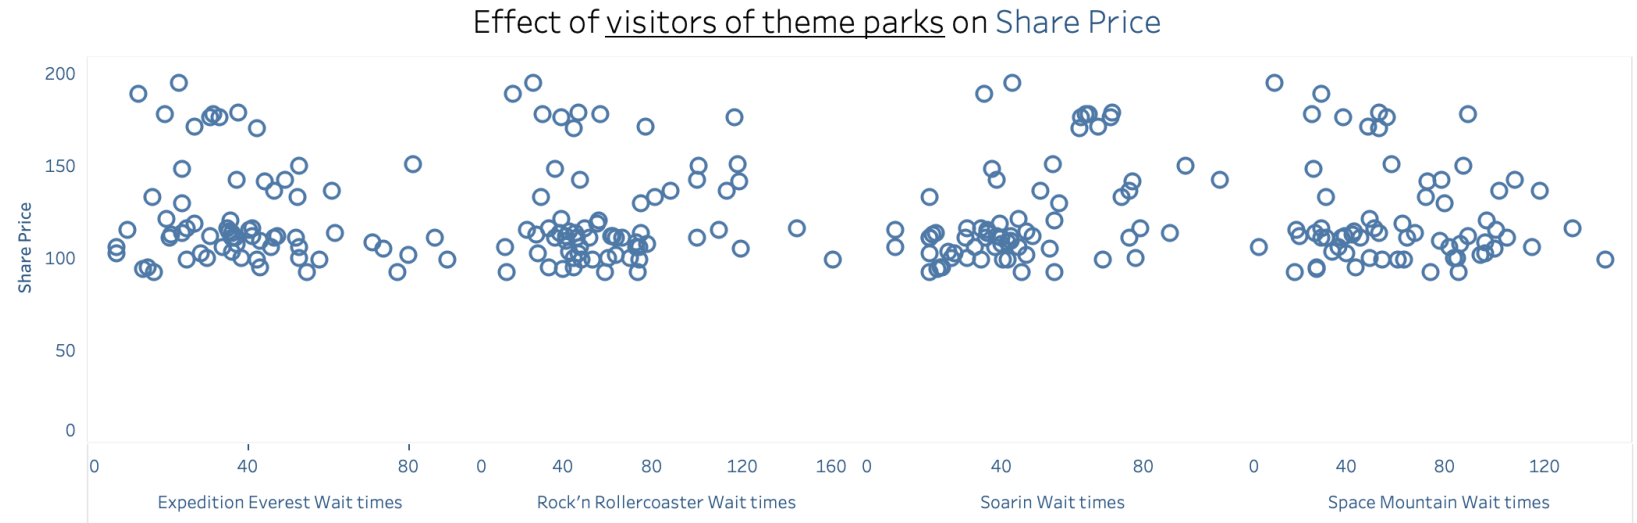 Effect of visitors of theme parks on Share Price
200
150
100
50
0
Share Price
0 40 80 0 40 80 120 160 0 40 80 0 40 80 120
Expedition Everest Wait times Rock'n Rollercoaster Wait times Soarin Wait times Space Mountain Wait times